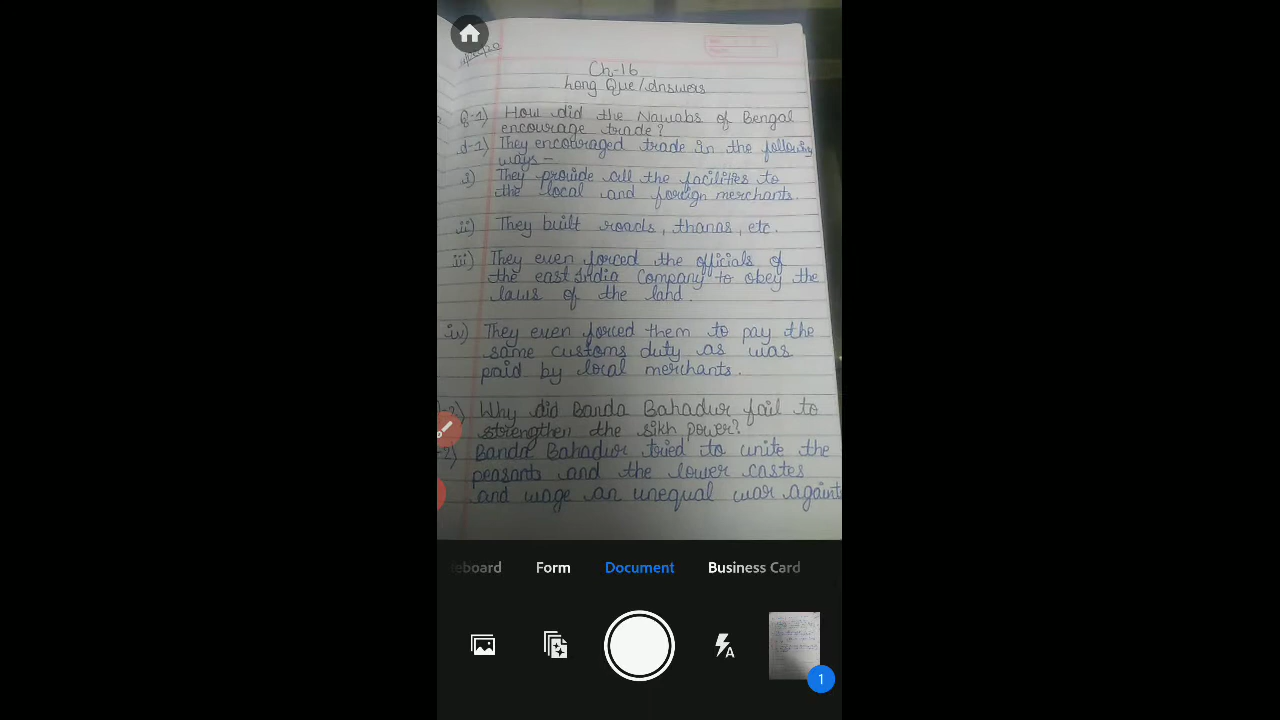 Ch-16
Long Que/Answers
Q-1) How did the Nawabs of Bengal
encourage trade?
A-1) They encouraged trade in the following
ways -
i) They provide all the facilities to
the local and foreign merchants.
ii) They built roads, thanas, etc.
iii) They even forced the officials of
the east India Company to obey the
laws of the land.
iv) They even forced them to pay the
same customs duty as was
paid by local merchants.
-2) Why did Banda Bahadur fail to
strengthen the sikh power?
-2) Banda Bahadur tried to unite the
peasants and the lower castes
and wage an unequal war againt
eboard Form Document Business Card
A
1